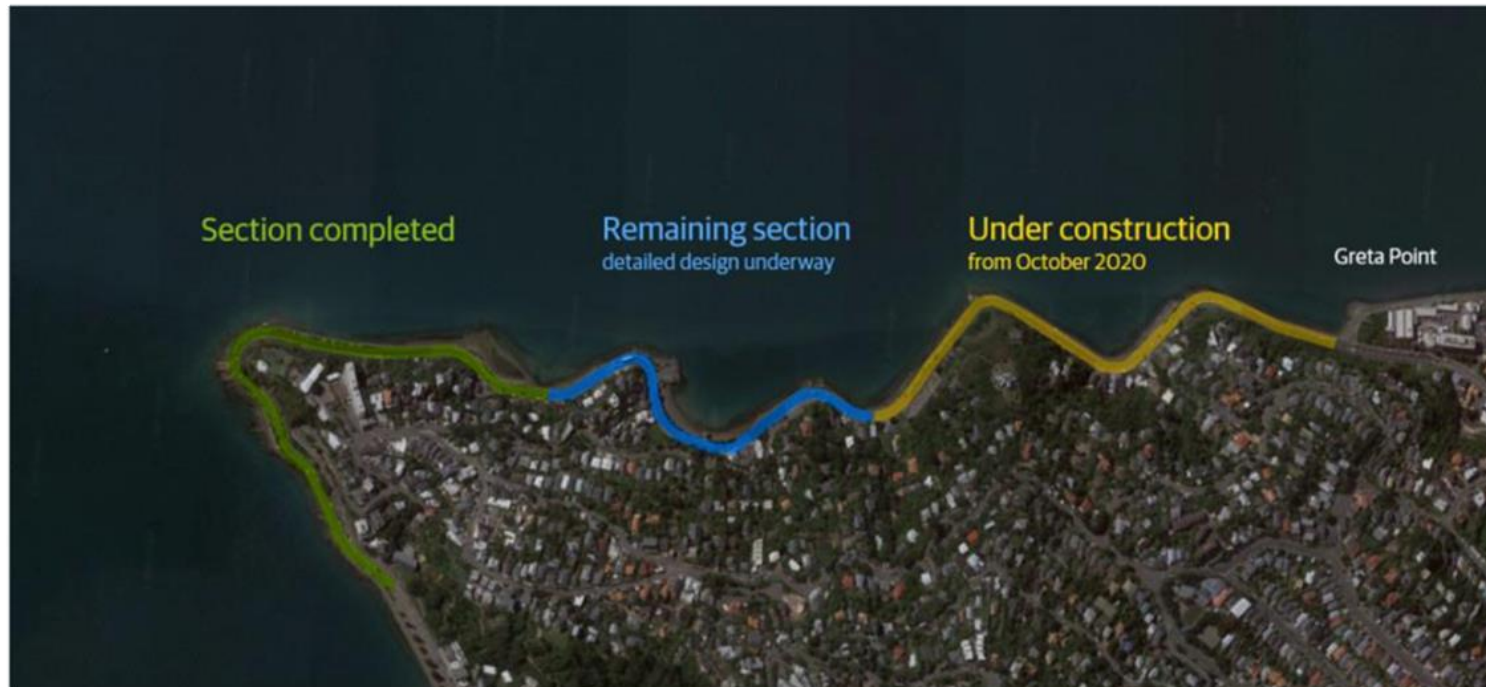 Section completed
Remaining section
detailed design underway
Under construction
from October 2020
Greta Point